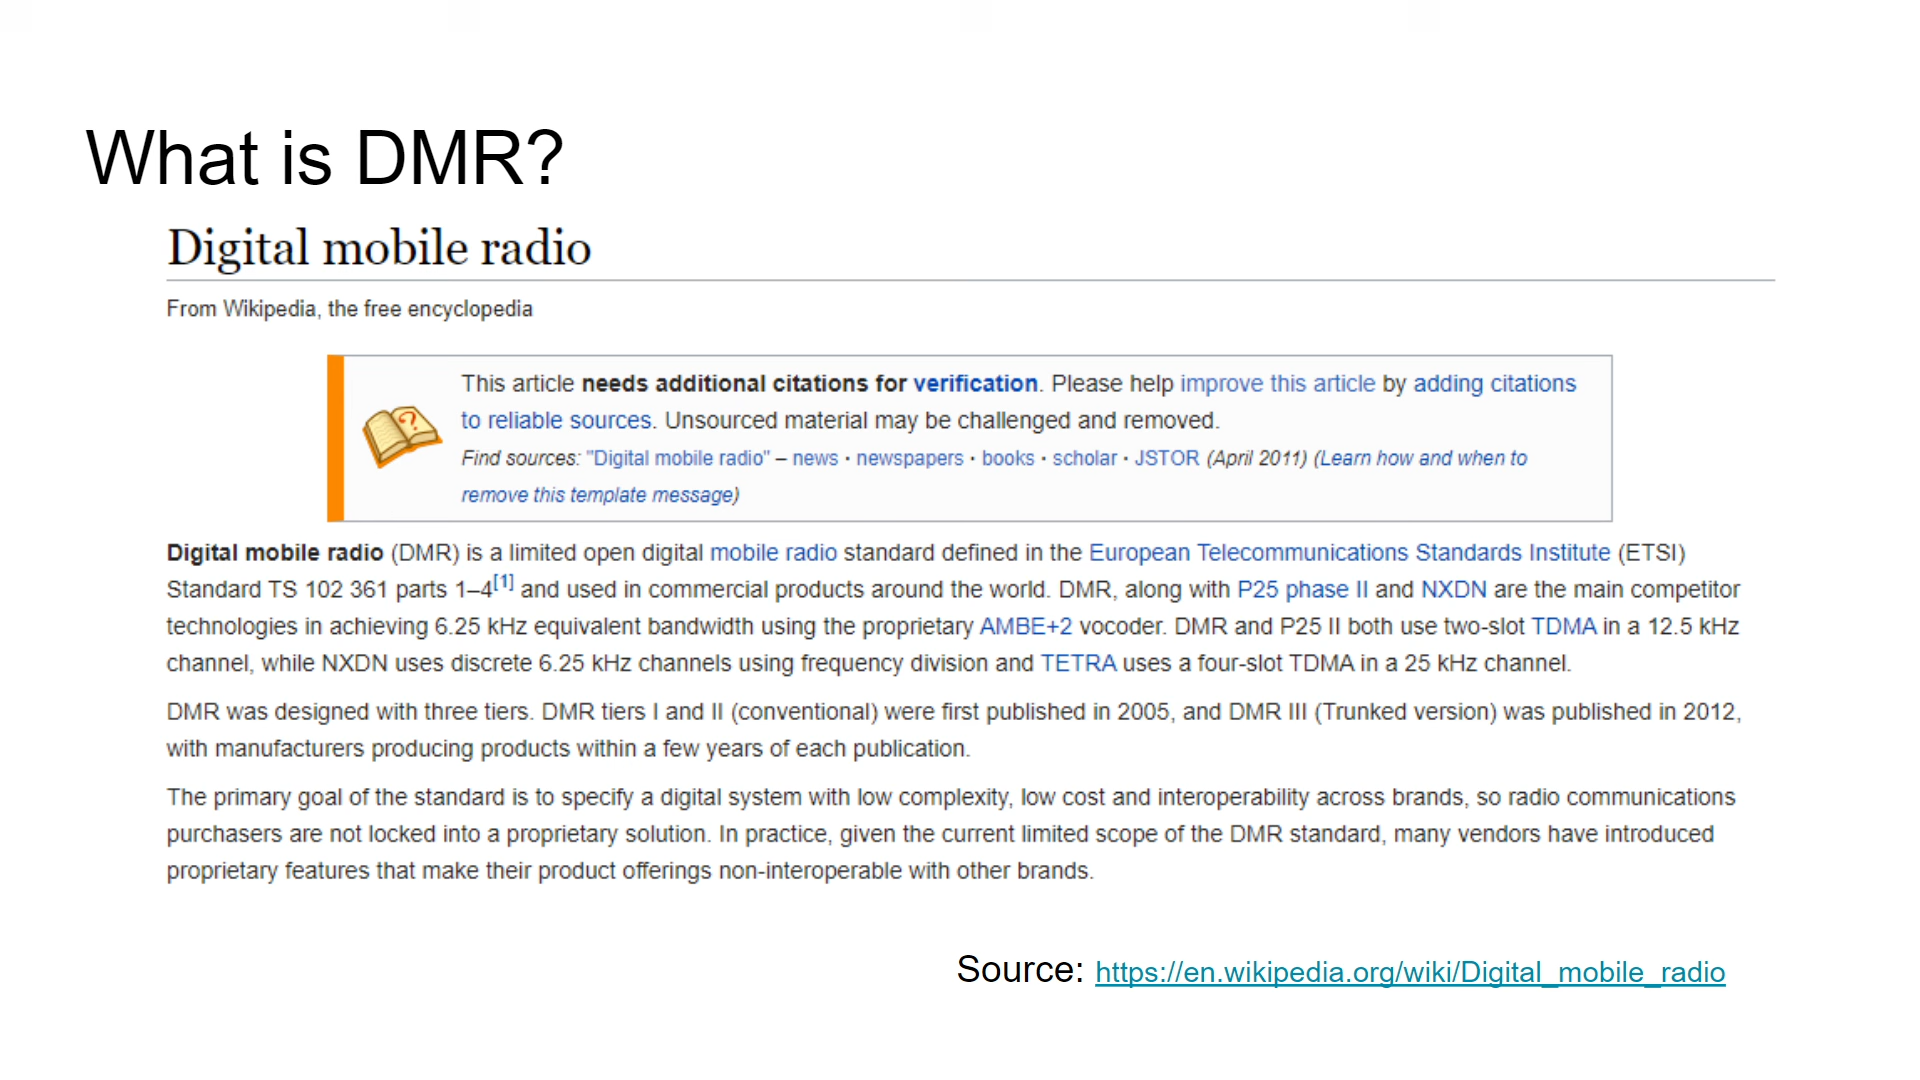 What is DMR?
Digital mobile radio
From Wikipedia, the free encyclopedia
This article needs additional citations for verification. Please help improve this article by adding citations
to reliable sources. Unsourced material may be challenged and removed.
Find sources: "Digital mobile radio" – news · newspapers · books · scholar · JSTOR (April 2011) (Learn how and when to
remove this template message)
Digital mobile radio (DMR) is a limited open digital mobile radio standard defined in the European Telecommunications Standards Institute (ETSI)
Standard TS 102 361 parts 1–4[1] and used in commercial products around the world. DMR, along with P25 phase II and NXDN are the main competitor
technologies in achieving 6.25 kHz equivalent bandwidth using the proprietary AMBE+2 vocoder. DMR and P25 II both use two-slot TDMA in a 12.5 kHz
channel, while NXDN uses discrete 6.25 kHz channels using frequency division and TETRA uses a four-slot TDMA in a 25 kHz channel.
DMR was designed with three tiers. DMR tiers I and II (conventional) were first published in 2005, and DMR III (Trunked version) was published in 2012,
with manufacturers producing products within a few years of each publication.
The primary goal of the standard is to specify a digital system with low complexity, low cost and interoperability across brands, so radio communications
purchasers are not locked into a proprietary solution. In practice, given the current limited scope of the DMR standard, many vendors have introduced
proprietary features that make their product offerings non-interoperable with other brands.
Source: https://en.wikipedia.org/wiki/Digital_mobile_radio